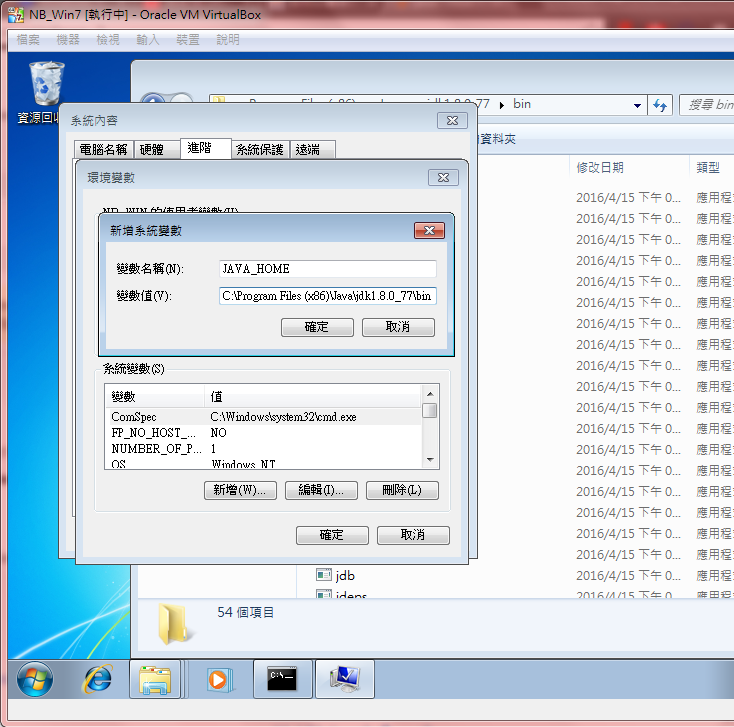 NB_Win7 [執行中] - Oracle VM VirtualBox
檔案 機器 檢視 輸入 裝置 說明
資源回收
jdk1.8.0_77 ▸ bin
搜尋 bin
系統內容
資料夾
電腦名稱 硬體 進階 系統保護 遠端
環境變數
修改日期 類型
NB_WIN 的使用者變數(U)
2016/4/15 下午 0... 應用程
2016/4/15 下午 0... 應用程
新增系統變數
2016/4/15 下午 0... 應用程
2016/4/15 下午 0... 應用程
變數名稱(N): JAVA_HOME
2016/4/15 下午 0... 應用程
變數值(V): C:\Program Files (x86)\Java\jdk1.8.0_77\bin
2016/4/15 下午 0... 應用程
2016/4/15 下午 0... 應用程
確定 取消
2016/4/15 下午 0... 應用程
2016/4/15 下午 0... 應用程
系統變數(S)
2016/4/15 下午 0... 應用程
2016/4/15 下午 0... 應用程
變數 值
2016/4/15 下午 0... 應用程
ComSpec C:\Windows\system32\cmd.exe
2016/4/15 下午 0... 應用程
FP_NO_HOST_... NO
2016/4/15 下午 0... 應用程
NUMBER_OF_P... 1
2016/4/15 下午 0... 應用程
OS Windows_NT
2016/4/15 下午 0... 應用程
新增(W)... 編輯(I)... 刪除(L)
2016/4/15 下午 0... 應用程
2016/4/15 下午 0... 應用程
確定 取消
2016/4/15 下午 0... 應用程
jdb 2016/4/15 下午 0... 應用程
jdeps 2016/4/15 下午 0... 應用程
54 個項目